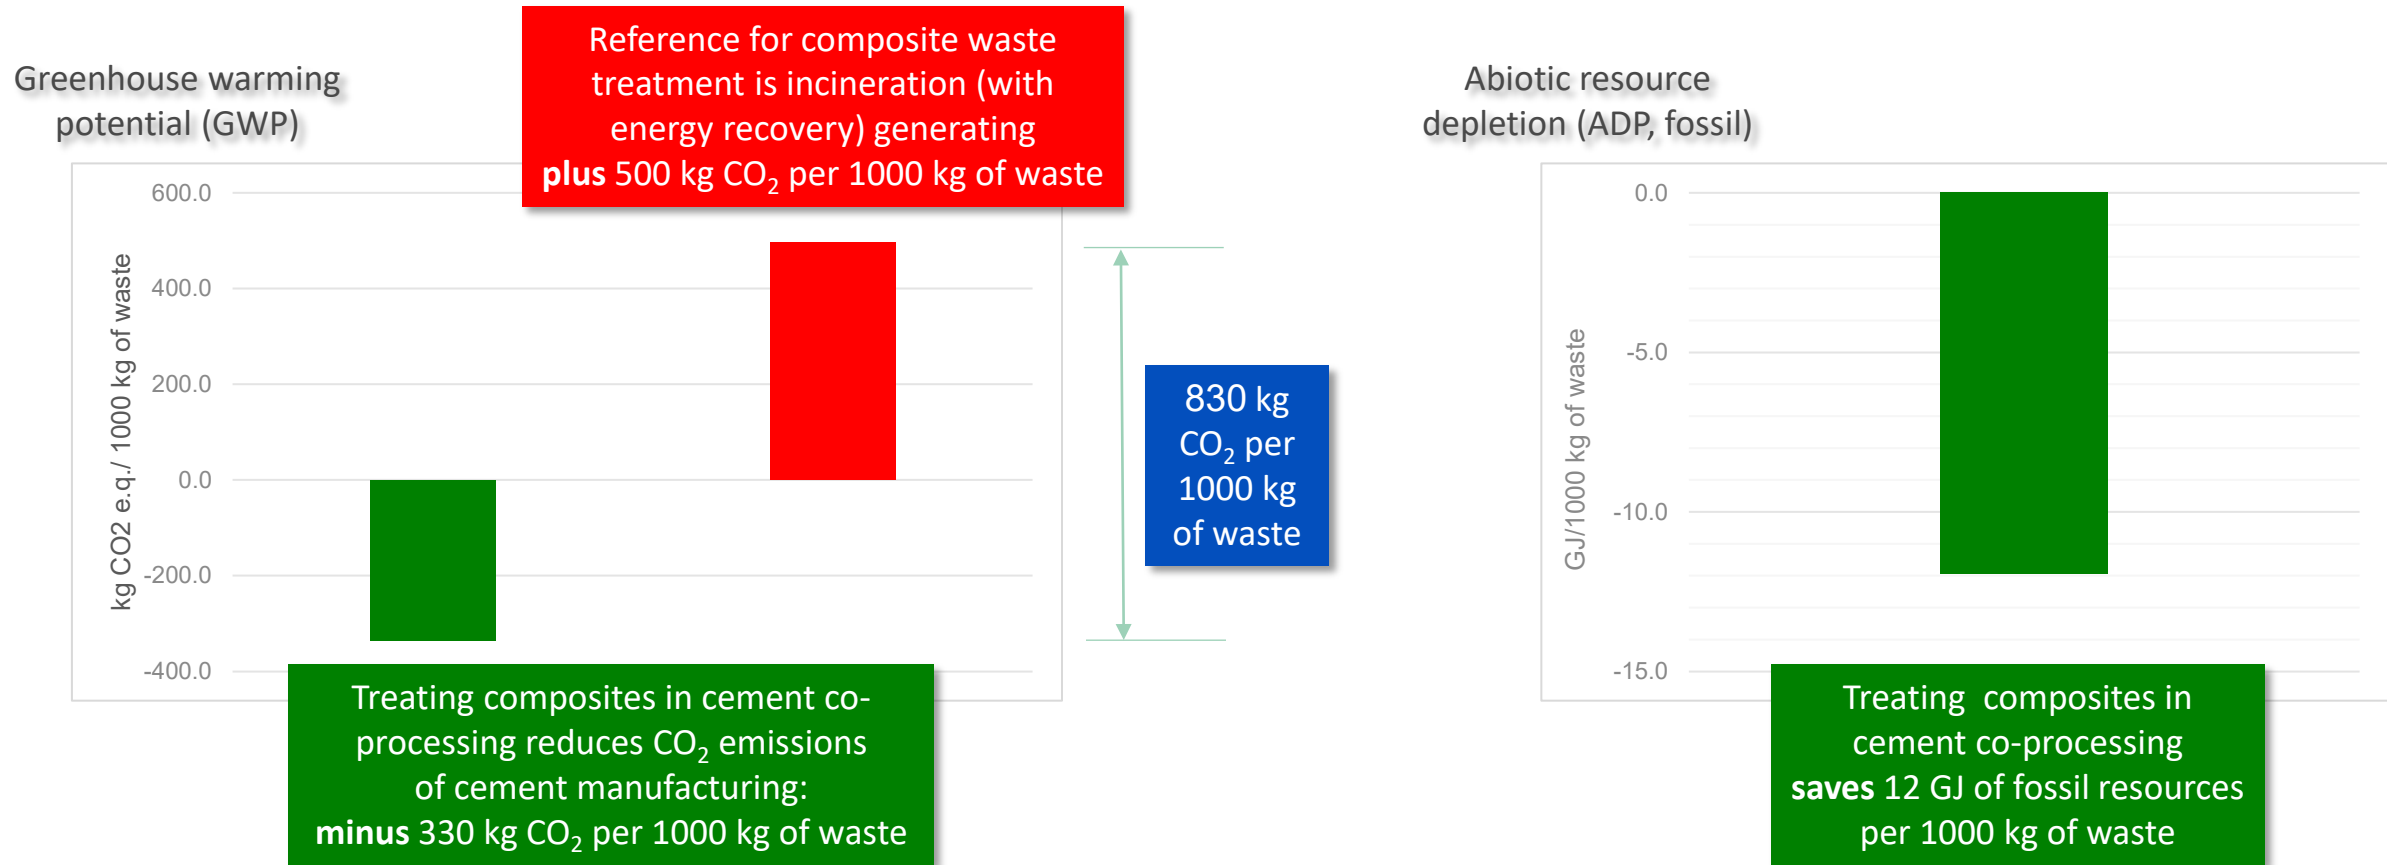 Greenhouse warming
potential (GWP)
Reference for composite waste
treatment is incineration (with
energy recovery) generating
plus 500 kg CO₂ per 1000 kg of waste
kg CO2 e.q./ 1000 kg of waste
600.0
400.0
200.0
0.0
-200.0
-400.0
Treating composites in cement co-
processing reduces CO₂ emissions
of cement manufacturing:
minus 330 kg CO₂ per 1000 kg of waste
830 kg
CO₂ per
1000 kg
of waste
Abiotic resource
depletion (ADP, fossil)
GJ/1000 kg of waste
0.0
-5.0
-10.0
-15.0
Treating composites in
cement co-processing
saves 12 GJ of fossil resources
per 1000 kg of waste